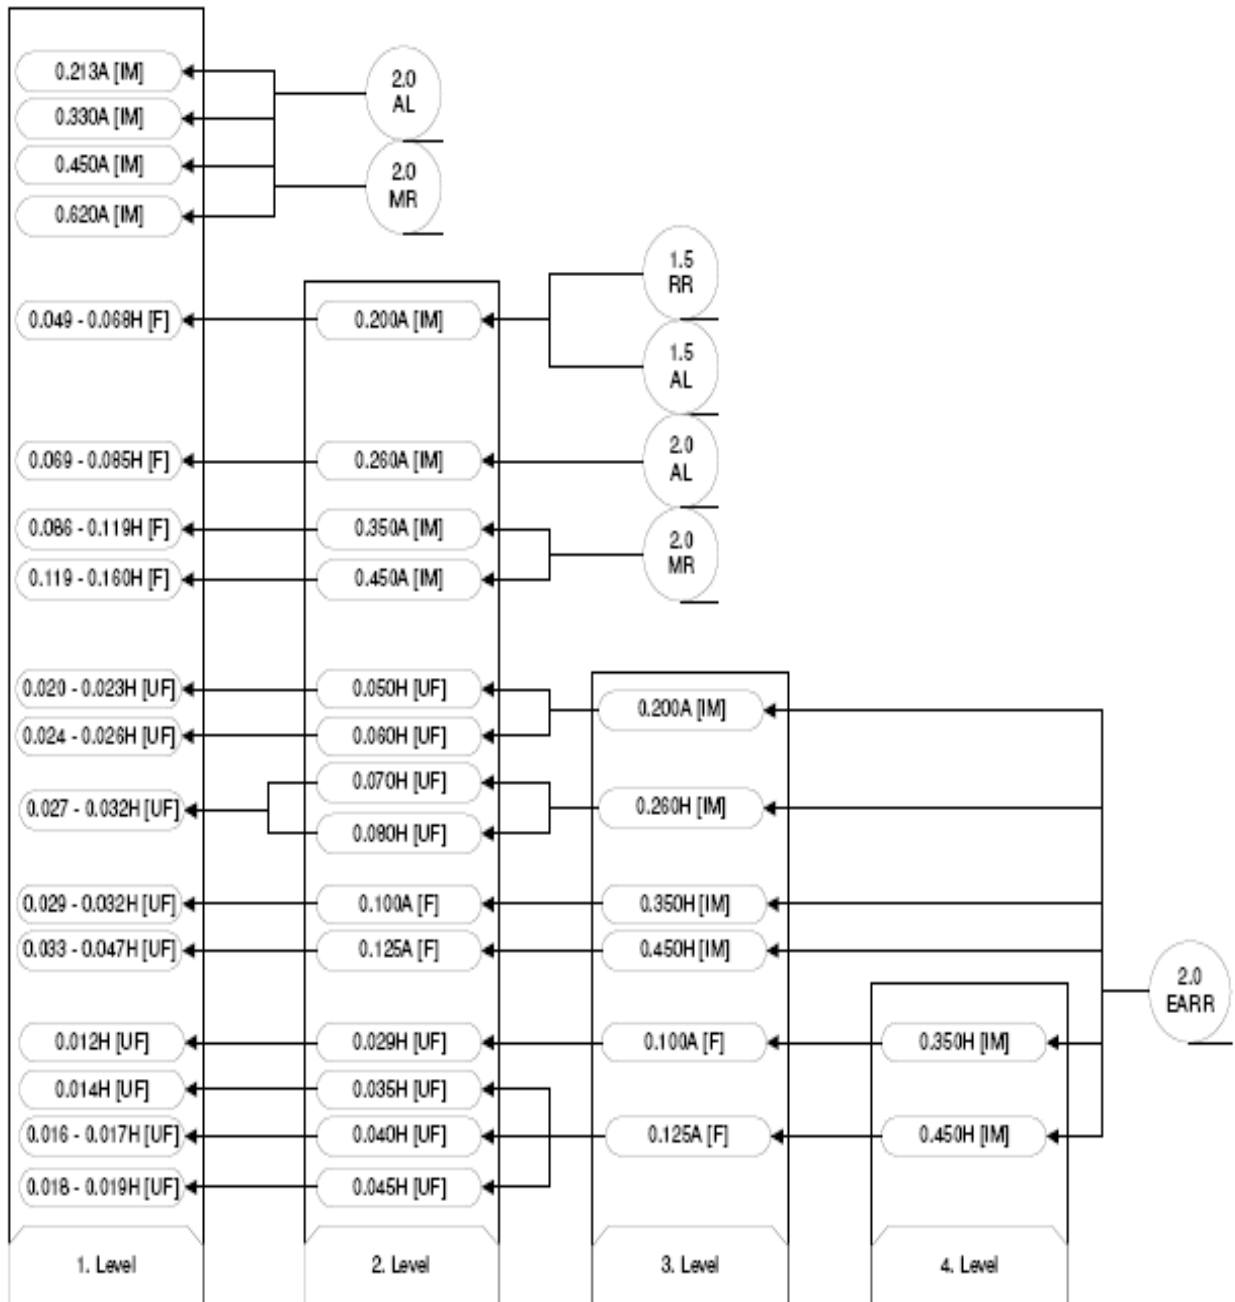 0.213A [IM]
0.330A [IM]
0.450A [IM]
0.620A [IM]
2.0
AL
2.0
MR
0.049 - 0.068H [F]
0.200A [IM]
1.5
RR
1.5
AL
0.069 - 0.085H [F]
0.260A [IM]
2.0
AL
0.086 - 0.119H [F]
0.350A [IM]
0.119 - 0.160H [F]
0.450A [IM]
2.0
MR
0.020 - 0.023H [UF]
0.050H [UF]
0.200A [IM]
0.024 - 0.026H [UF]
0.060H [UF]
0.027 - 0.032H [UF]
0.070H [UF]
0.080H [UF]
0.260H [IM]
0.029 - 0.032H [UF]
0.100A [F]
0.350H [IM]
0.033 - 0.047H [UF]
0.125A [F]
0.450H [IM]
2.0
EARR
0.012H [UF]
0.029H [UF]
0.100A [F]
0.350H [IM]
0.014H [UF]
0.035H [UF]
0.016 - 0.017H [UF]
0.040H [UF]
0.125A [F]
0.450H [IM]
0.018 - 0.019H [UF]
0.045H [UF]
1. Level
2. Level
3. Level
4. Level